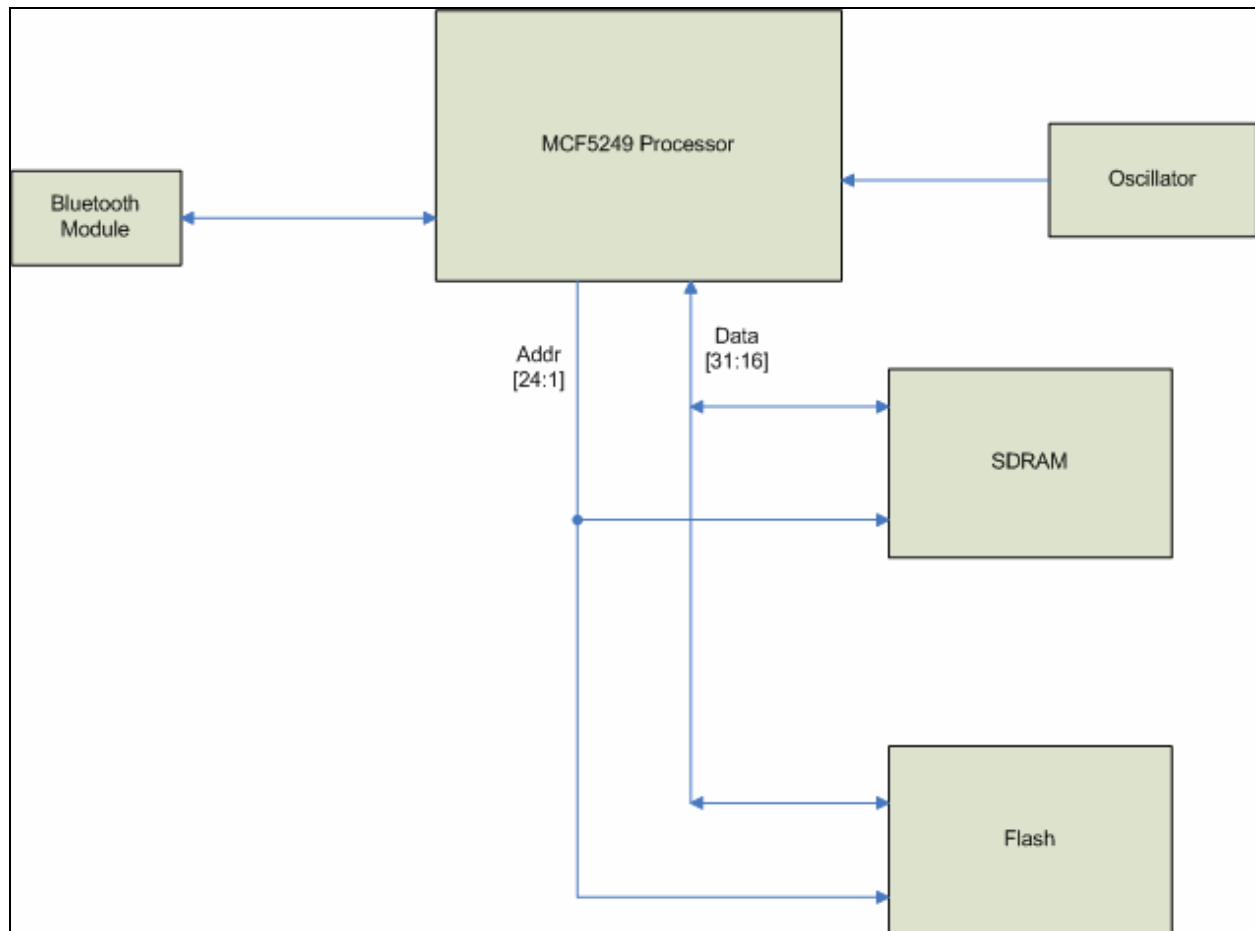 MCF5249 Processor
Oscillator
Bluetooth
Module
Addr
[24:1]
Data
[31:16]
SDRAM
Flash